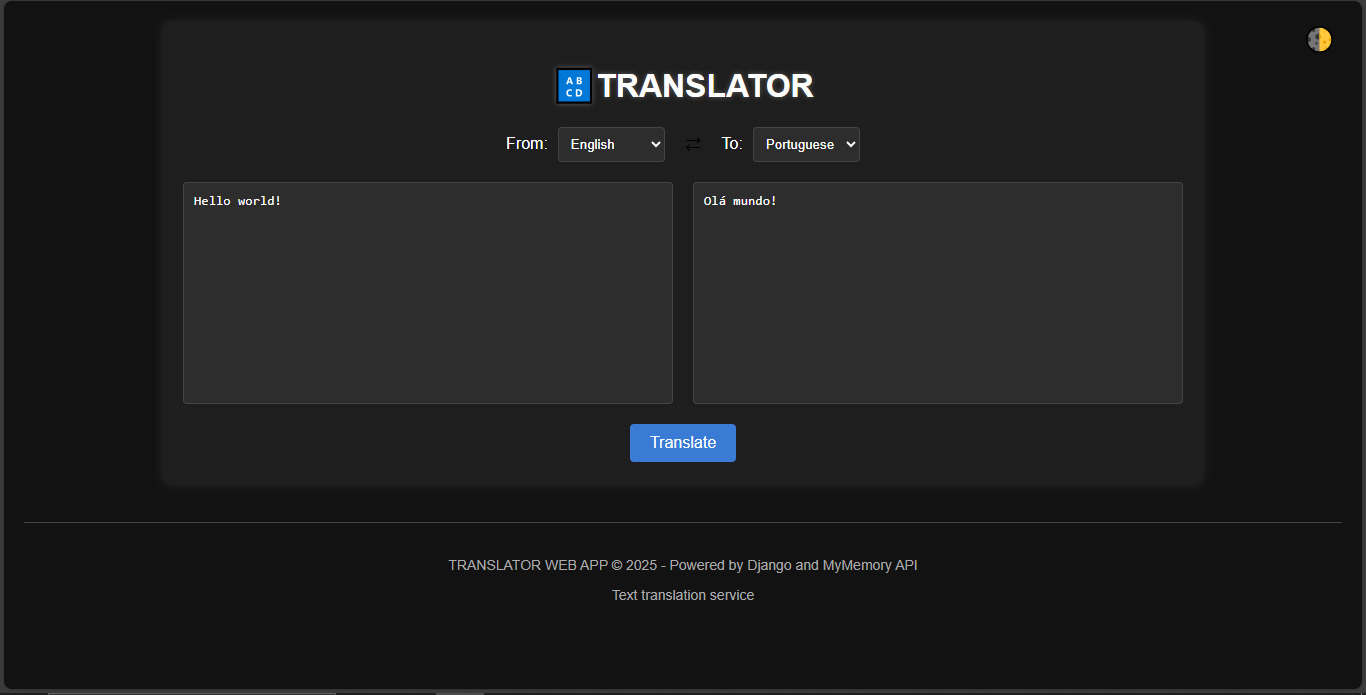 ABCD TRANSLATOR
From: English ⇄ To: Portuguese
Hello world!
Olá mundo!
Translate
TRANSLATOR WEB APP © 2025 - Powered by Django and MyMemory API
Text translation service